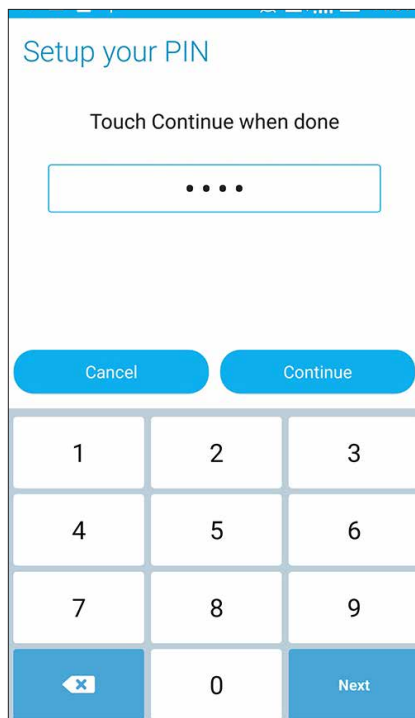 Setup your PIN
Touch Continue when done
••••
Cancel Continue
1 2 3
4 5 6
7 8 9
0 Next